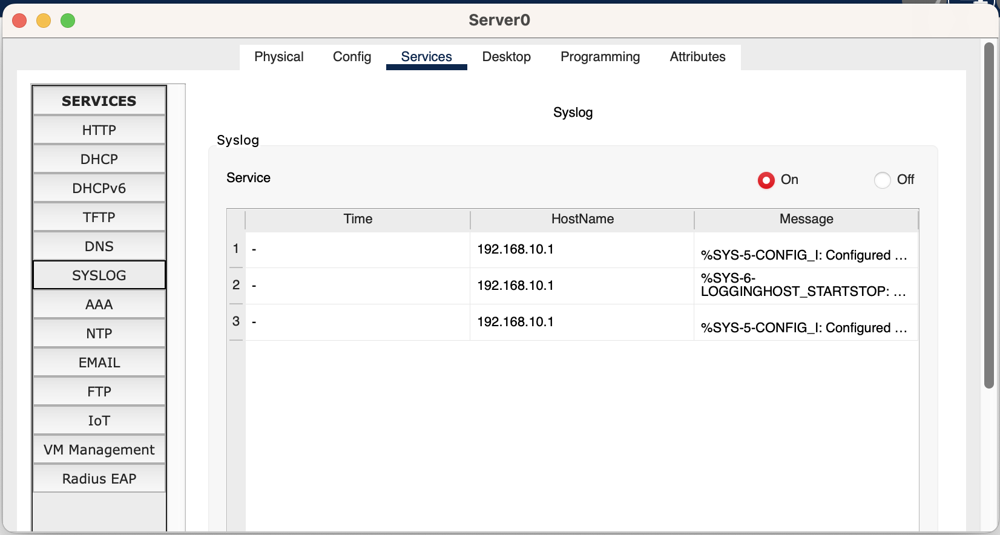 Server0
Physical Config Services Desktop Programming Attributes
SERVICES
HTTP
DHCP
DHCPv6
TFTP
DNS
SYSLOG
AAA
NTP
EMAIL
FTP
IoT
VM Management
Radius EAP
Syslog
Syslog
Service On Off
Time HostName Message
1 - 192.168.10.1 %SYS-5-CONFIG_I: Configured ...
2 - 192.168.10.1 %SYS-6-
LOGGINGHOST_STARTSTOP: ...
3 - 192.168.10.1 %SYS-5-CONFIG_I: Configured ...